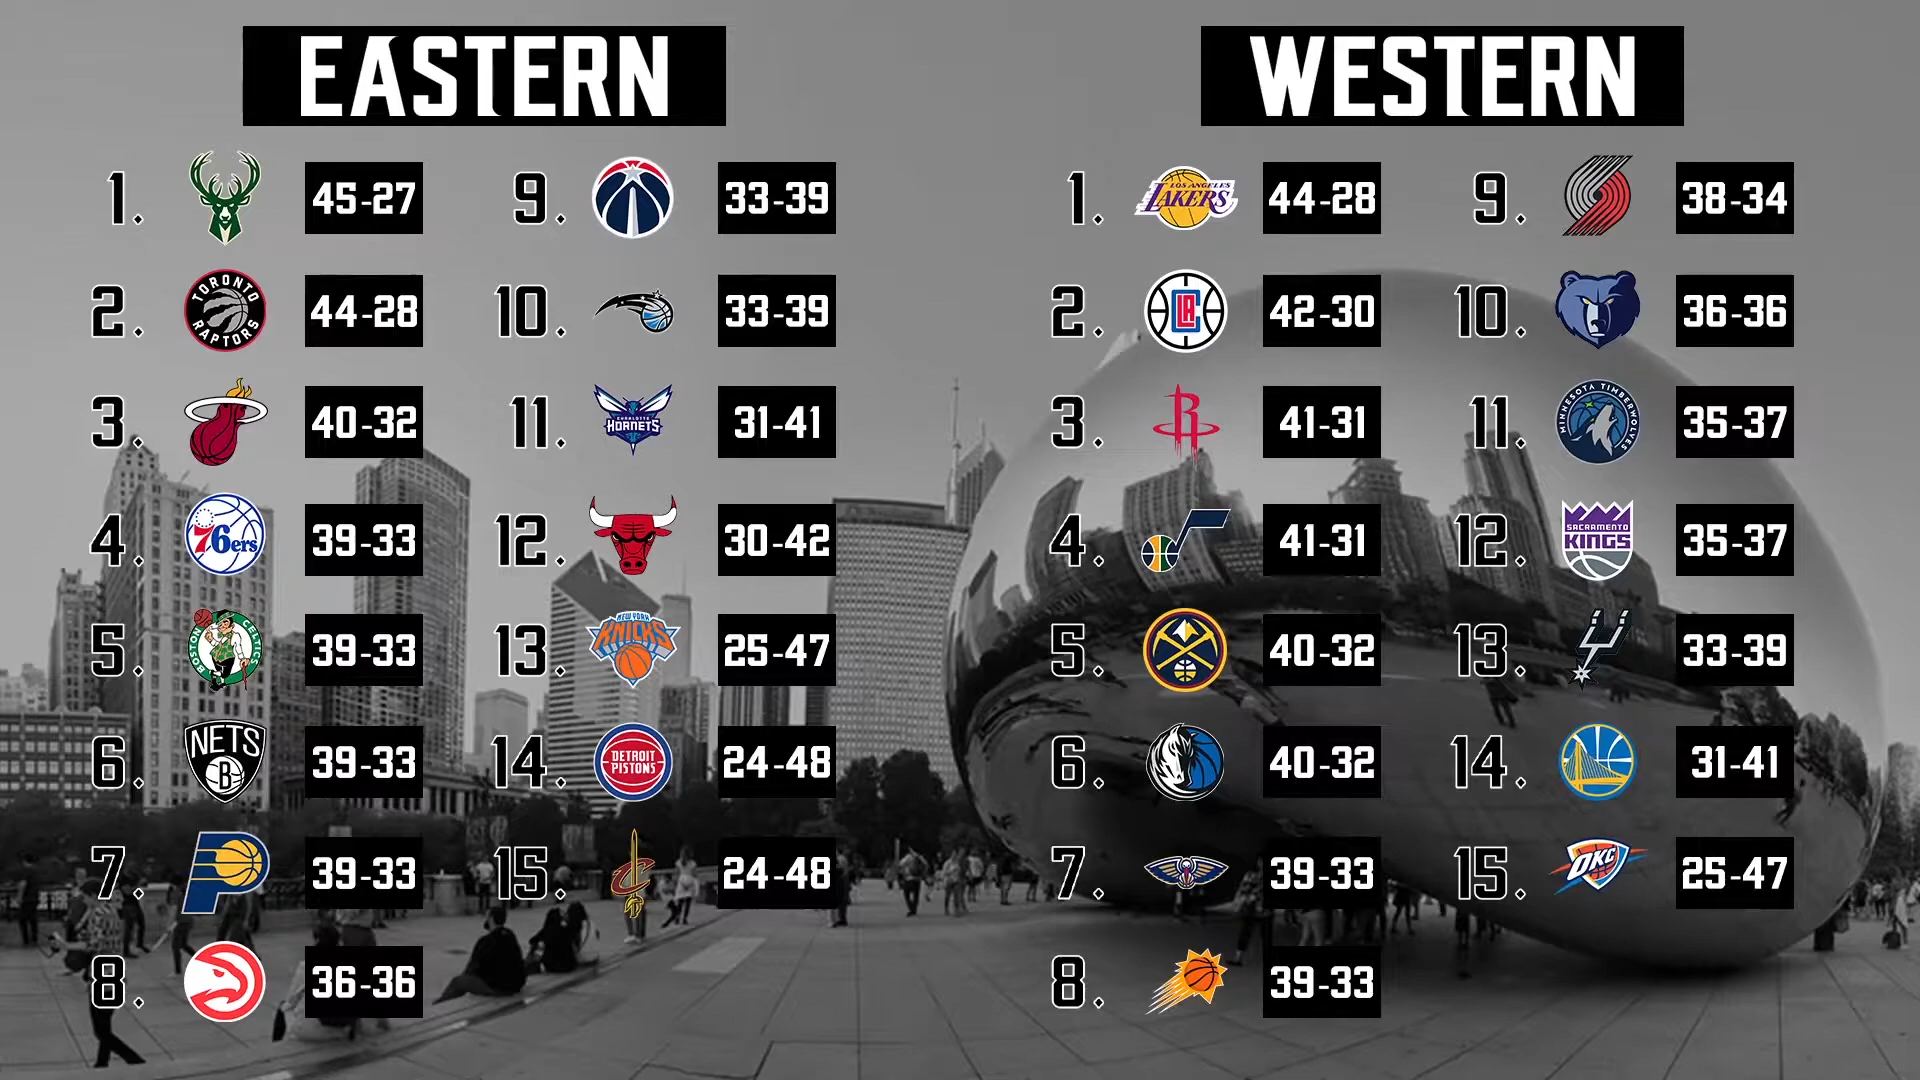 EASTERN
1. 45-27
2. TORONTO RAPTORS 44-28
3. 40-32
4. 76ers 39-33
5. BOSTON CELTICS 39-33
6. NETS B 39-33
7. 39-33
8. 36-36
9. 33-39
10. 33-39
11. CHARLOTTE HORNETS 31-41
12. 30-42
13. NEW YORK KNICKS 25-47
14. DETROIT PISTONS 24-48
15. C 24-48
WESTERN
1. LOS ANGELES LAKERS 44-28
2. LA 42-30
3. R 41-31
4. 41-31
5. 40-32
6. 40-32
7. 39-33
8. 39-33
9. 38-34
10. 36-36
11. MINNESOTA TIMBERWOLVES 35-37
12. SACRAMENTO KINGS 35-37
13. 33-39
14. 31-41
15. OKC 25-47